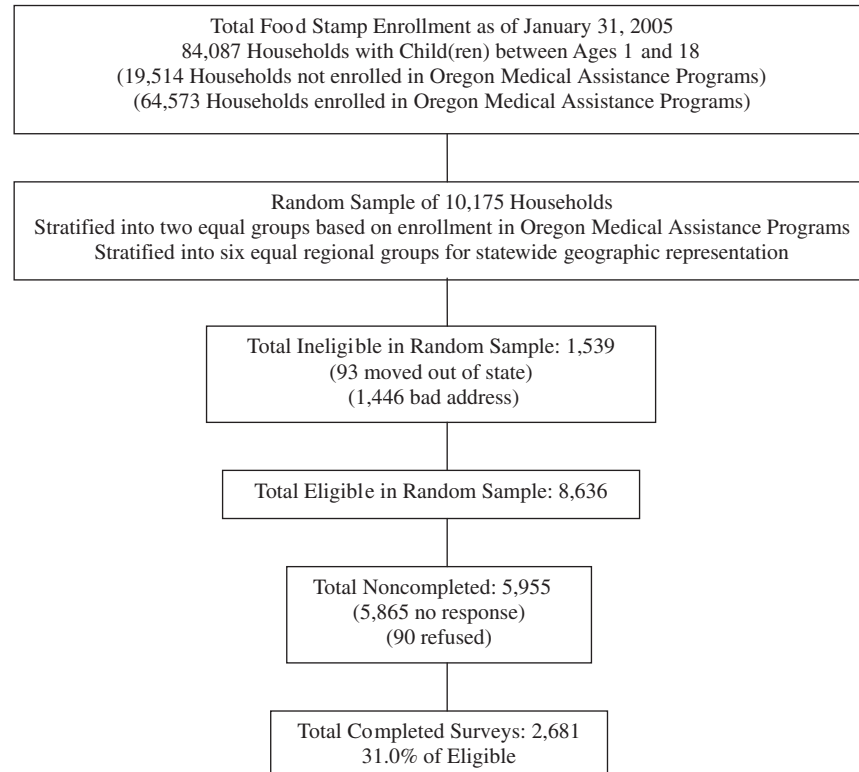 Total Food Stamp Enrollment as of January 31, 2005
84,087 Households with Child(ren) between Ages 1 and 18
(19,514 Households not enrolled in Oregon Medical Assistance Programs)
(64,573 Households enrolled in Oregon Medical Assistance Programs)
Random Sample of 10,175 Households
Stratified into two equal groups based on enrollment in Oregon Medical Assistance Programs
Stratified into six equal regional groups for statewide geographic representation
Total Ineligible in Random Sample: 1,539
(93 moved out of state)
(1,446 bad address)
Total Eligible in Random Sample: 8,636
Total Noncompleted: 5,955
(5,865 no response)
(90 refused)
Total Completed Surveys: 2,681
31.0% of Eligible